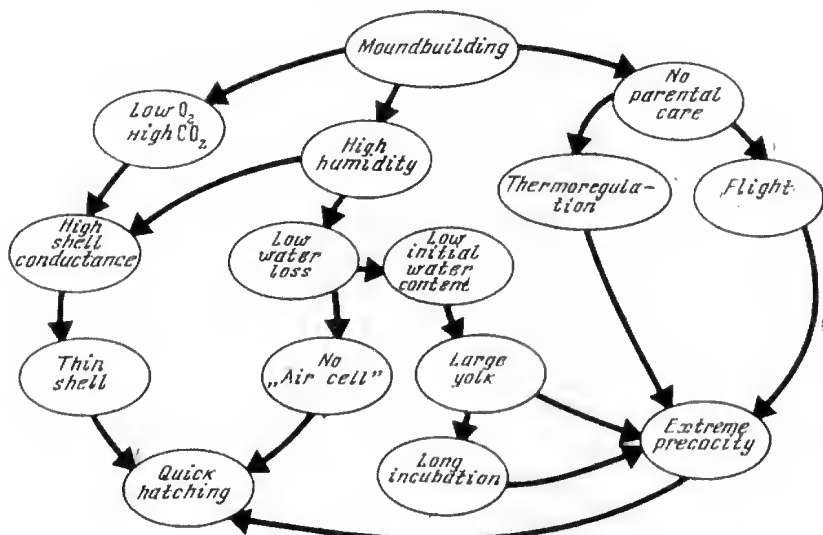 Moundbuilding
No
parental
care
Low O₂
High CO₂
High
humidity
Thermoregula-
tion
Flight
High
shell
conductance
Low
water
loss
Low
initial
water
content
Thin
shell
No
„Air cell”
Large
yolk
Extreme
precacity
Long
incubation
Quick
hatching